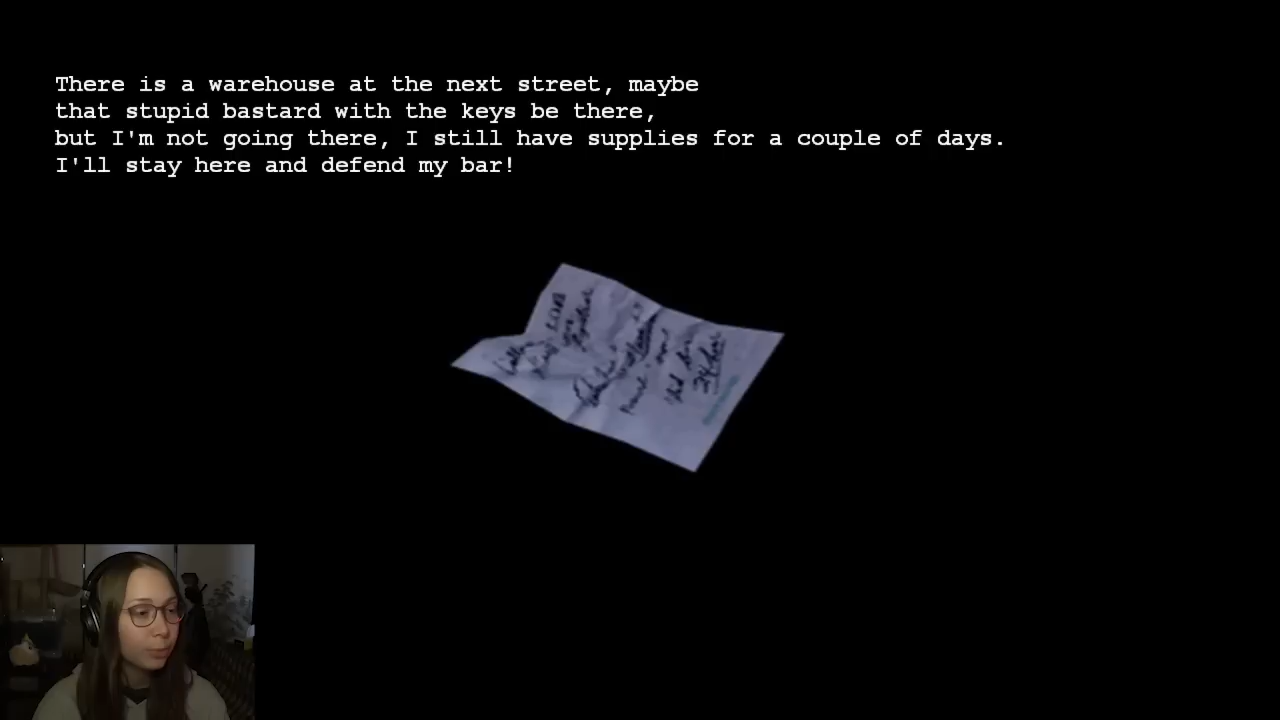 There is a warehouse at the next street, maybe
that stupid bastard with the keys be there,
but I'm not going there, I still have supplies for a couple of days.
I'll stay here and defend my bar!